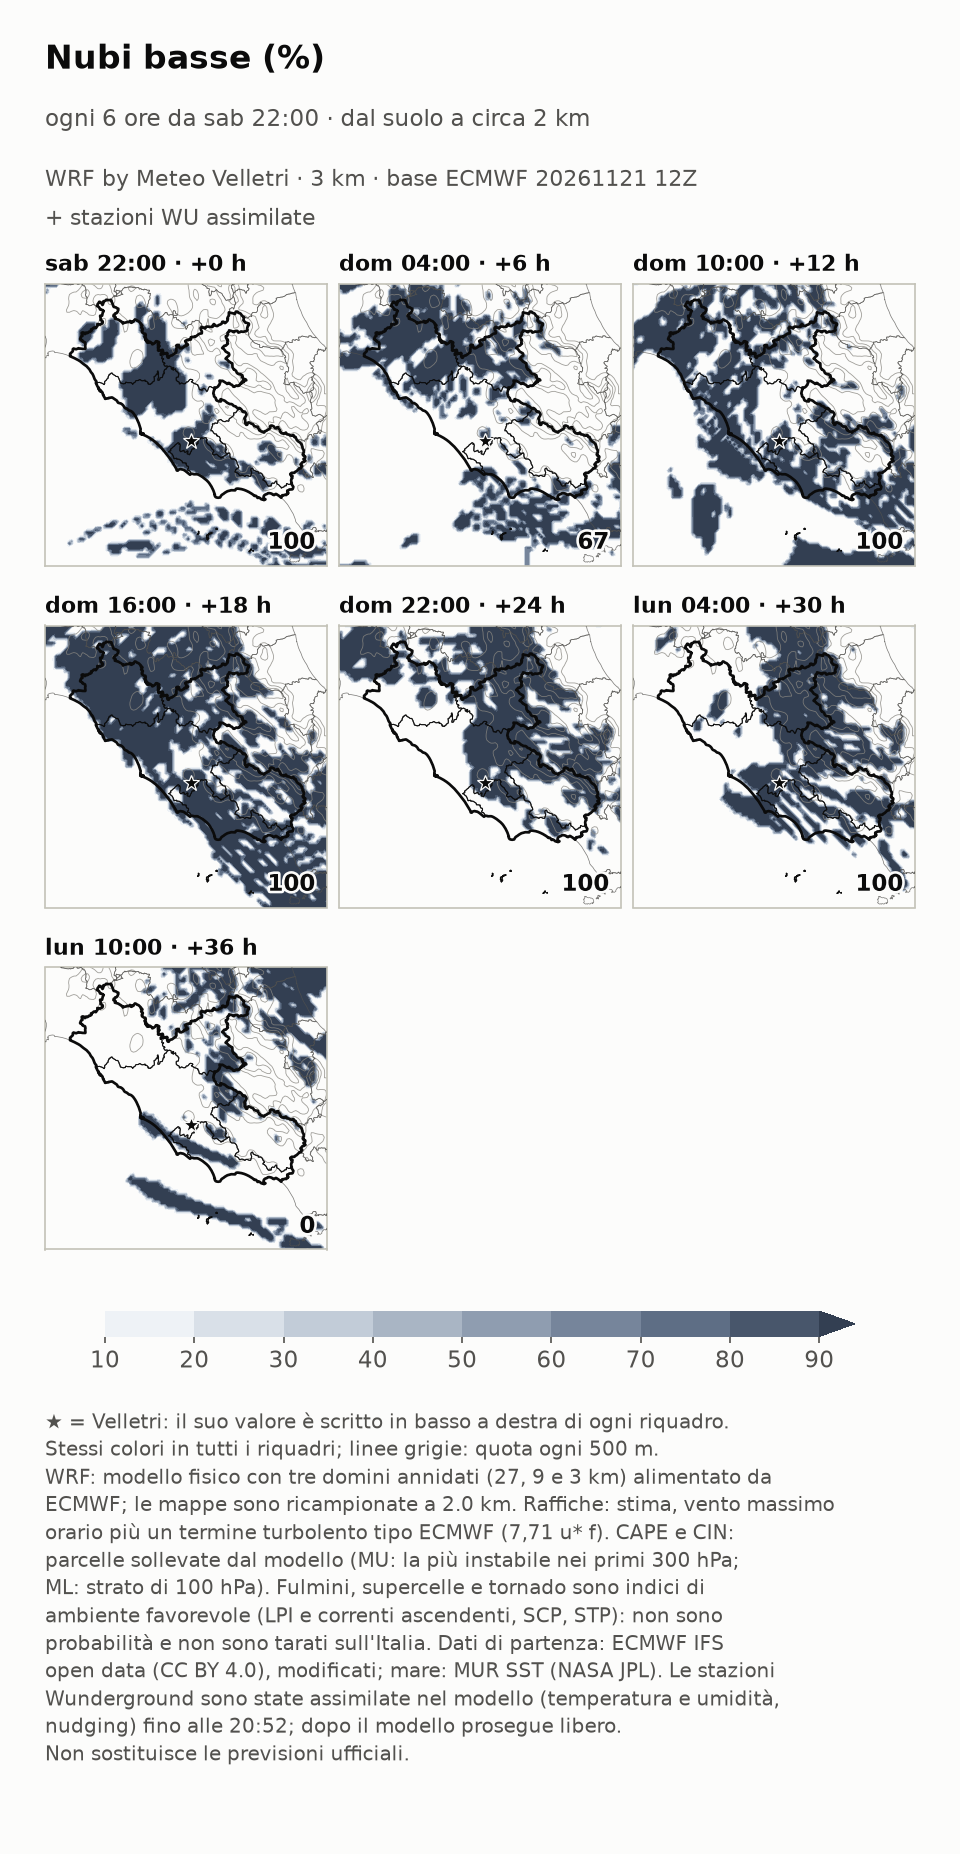 Nubi basse (%)
ogni 6 ore da sab 22:00 · dal suolo a circa 2 km
WRF by Meteo Velletri · 3 km · base ECMWF 20261121 12Z
+ stazioni WU assimilate
sab 22:00 · +0 h
100
dom 04:00 · +6 h
67
dom 10:00 · +12 h
100
dom 16:00 · +18 h
100
dom 22:00 · +24 h
100
lun 04:00 · +30 h
100
lun 10:00 · +36 h
0
10 20 30 40 50 60 70 80 90
★ = Velletri: il suo valore è scritto in basso a destra di ogni riquadro.
Stessi colori in tutti i riquadri; linee grigie: quota ogni 500 m.
WRF: modello fisico con tre domini annidati (27, 9 e 3 km) alimentato da
ECMWF; le mappe sono ricampionate a 2.0 km. Raffiche: stima, vento massimo
orario più un termine turbolento tipo ECMWF (7,71 u* f). CAPE e CIN:
parcelle sollevate dal modello (MU: la più instabile nei primi 300 hPa;
ML: strato di 100 hPa). Fulmini, supercelle e tornado sono indici di
ambiente favorevole (LPI e correnti ascendenti, SCP, STP): non sono
probabilità e non sono tarati sull'Italia. Dati di partenza: ECMWF IFS
open data (CC BY 4.0), modificati; mare: MUR SST (NASA JPL). Le stazioni
Wunderground sono state assimilate nel modello (temperatura e umidità,
nudging) fino alle 20:52; dopo il modello prosegue libero.
Non sostituisce le previsioni ufficiali.